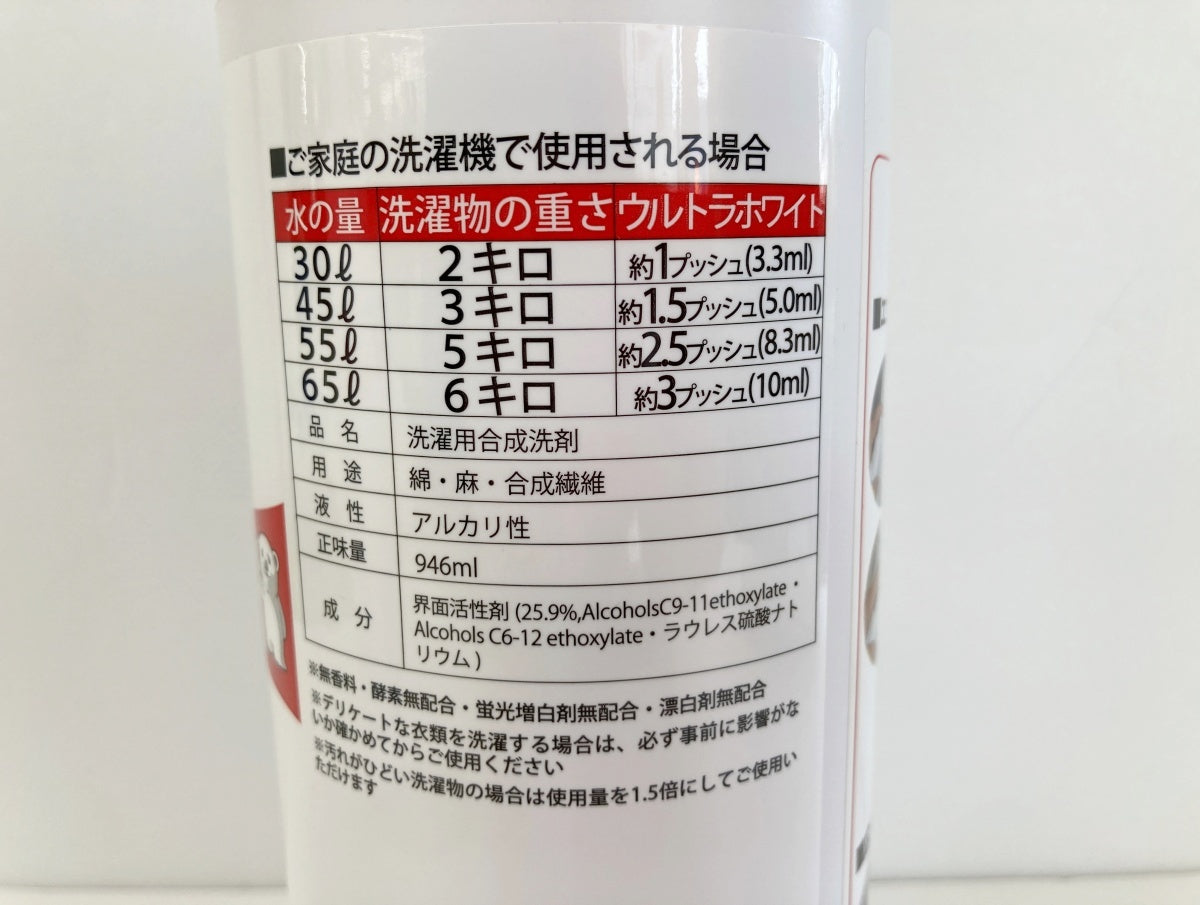 ■ご家庭の洗濯機で使用される場合
水の量 洗濯物の重さ ウルトラホワイト
30ℓ 2キロ 約1プッシュ(3.3ml)
45ℓ 3キロ 約1.5プッシュ(5.0ml)
55ℓ 5キロ 約2.5プッシュ(8.3ml)
65ℓ 6キロ 約3プッシュ(10ml)
品 名 洗濯用合成洗剤
用 途 綿・麻・合成繊維
液 性 アルカリ性
正味量 946ml
成 分 界面活性剤 (25.9%,AlcoholsC9-11ethoxylate・
Alcohols C6-12 ethoxylate・ラウレス硫酸ナト
リウム )
※無香料・酵素無配合・蛍光増白剤無配合・漂白剤無配合
※デリケートな衣類を洗濯する場合は、必ず事前に影響がな
いか確かめてからご使用ください
※汚れがひどい洗濯物の場合は使用量を1.5倍にしてご使用い
ただけます